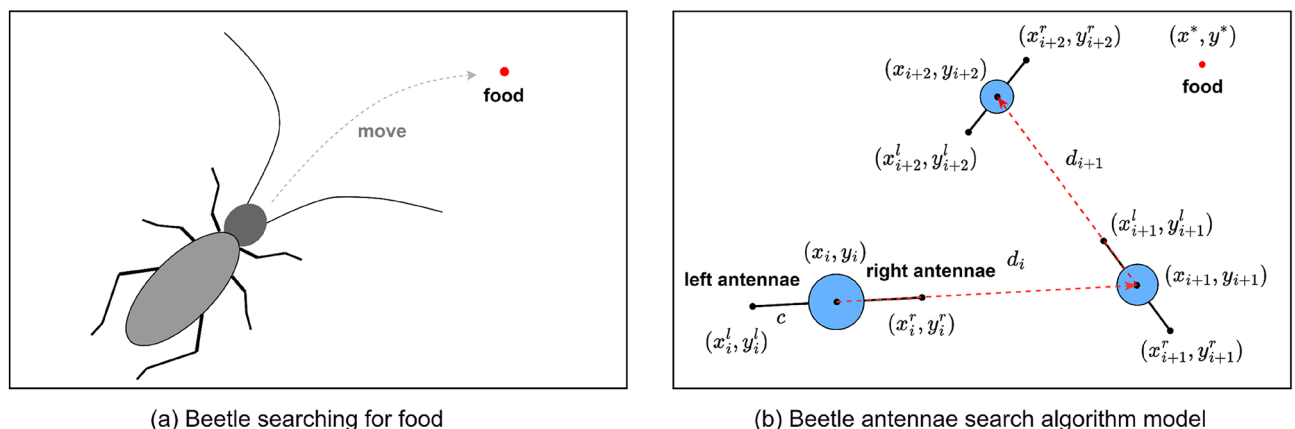 food
move
(a) Beetle searching for food
(x^r_{i+2}, y^r_{i+2})
(x^*, y^*)
(x_{i+2}, y_{i+2})
food
(x^l_{i+2}, y^l_{i+2})
d_{i+1}
(x^l_{i+1}, y^l_{i+1})
(x_i, y_i)
left antennae
right antennae
d_i
(x_{i+1}, y_{i+1})
c
(x^l_i, y^l_i)
(x^r_i, y^r_i)
(x^r_{i+1}, y^r_{i+1})
(b) Beetle antennae search algorithm model